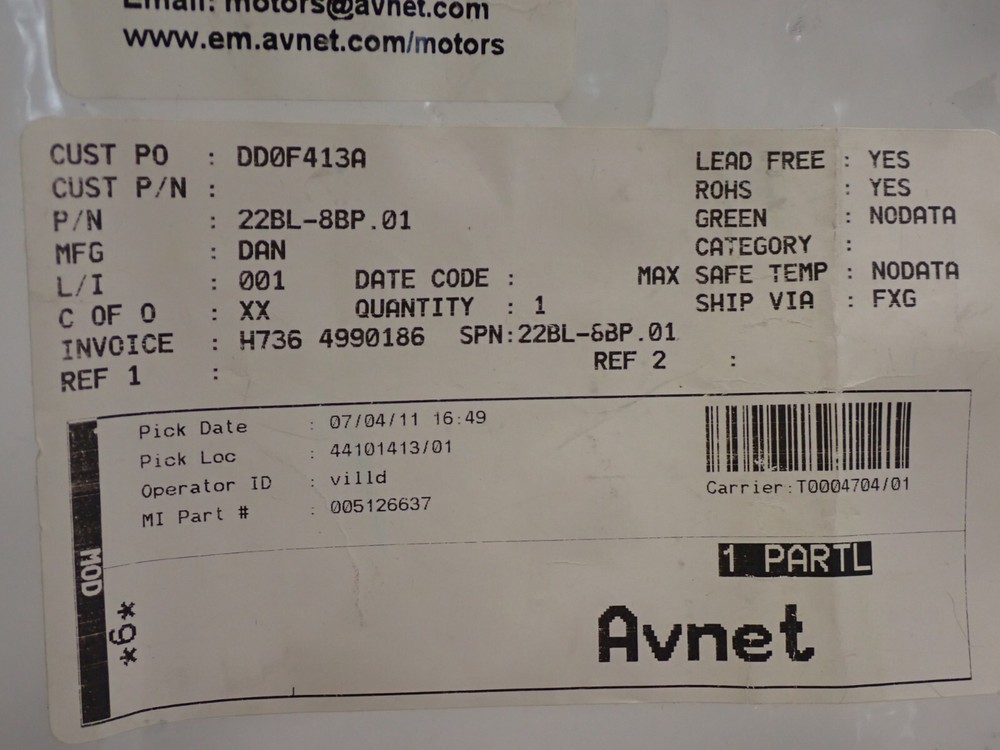 Email: motors@avnet.com
www.em.avnet.com/motors
CUST PO : DD0F413A
CUST P/N :
P/N : 22BL-8BP.01
MFG : DAN
L/I : 001 DATE CODE :
C OF O : XX QUANTITY : 1
INVOICE : H736 4990186 SPN:22BL-8BP.01
REF 1 : REF 2 :
LEAD FREE : YES
ROHS : YES
GREEN : NODATA
CATEGORY :
MAX SAFE TEMP : NODATA
SHIP VIA : FXG
Pick Date : 07/04/11 16:49
Pick Loc : 44101413/01
Operator ID : villd
MI Part # : 005126637
Carrier:T0004704/01
MOD
*g*
1 PARTL
Avnet